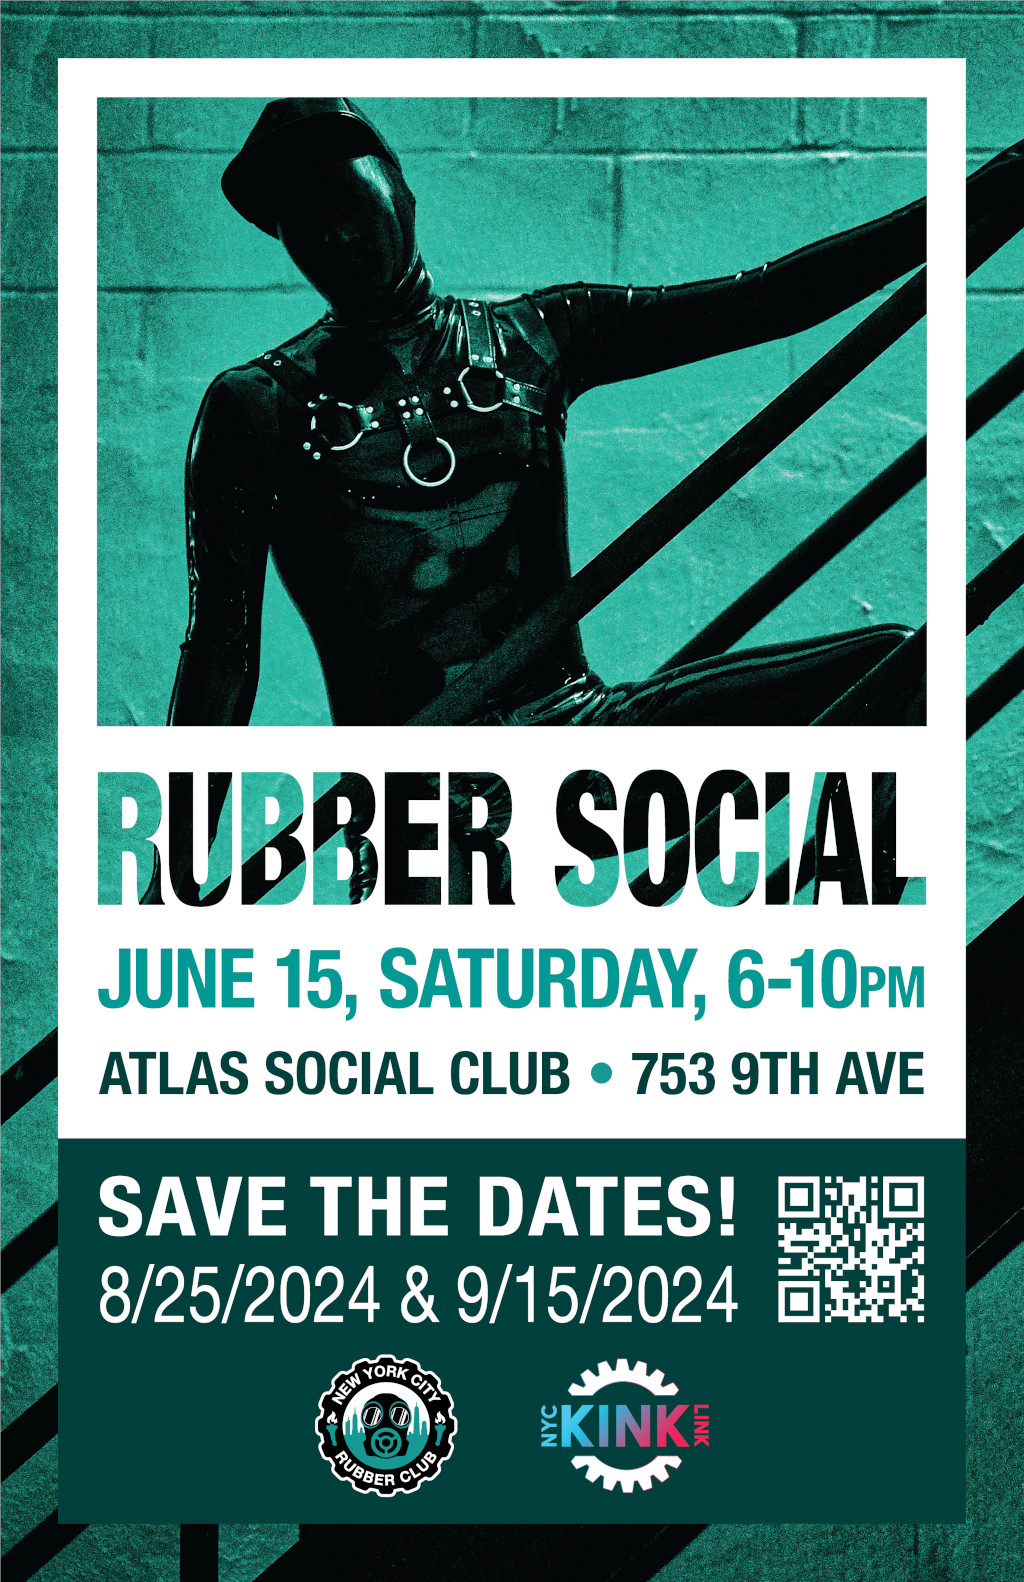 RUBBER SOCIAL
JUNE 15, SATURDAY, 6-10PM
ATLAS SOCIAL CLUB • 753 9TH AVE
SAVE THE DATES!
8/25/2024 & 9/15/2024
NEW YORK CITY
RUBBER CLUB
NYC
KINK
LINK